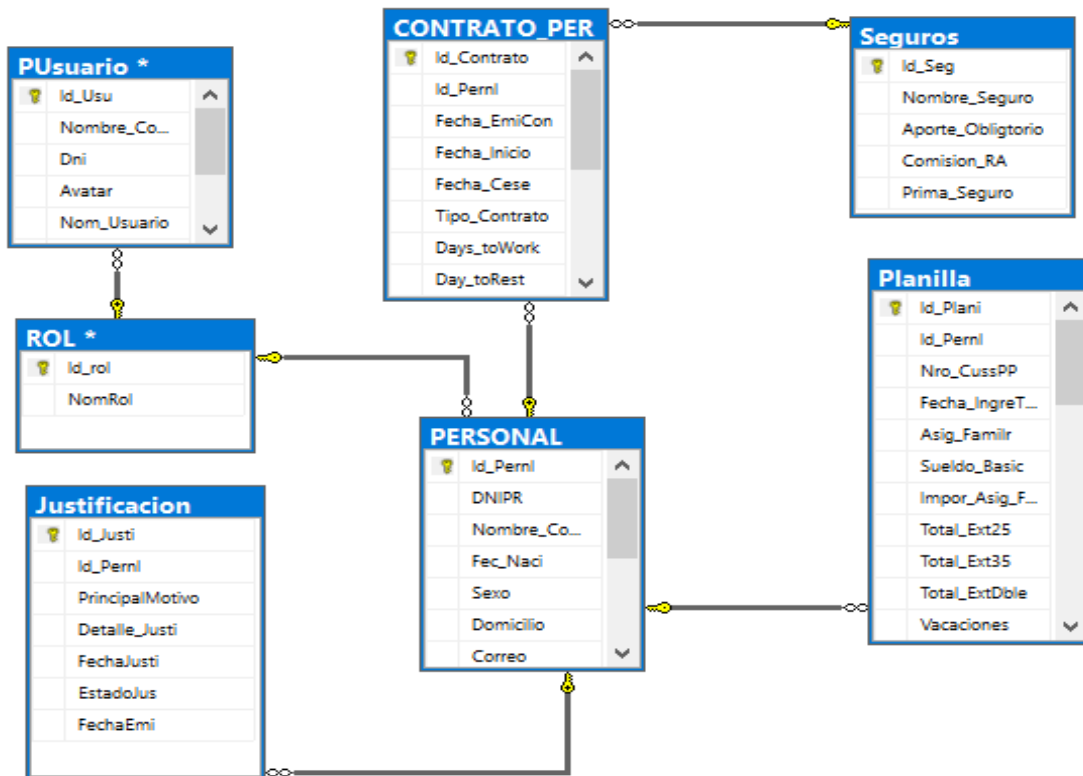 PUsuario *
Id_Usu
Nombre_Co...
Dni
Avatar
Nom_Usuario
CONTRATO_PER
Id_Contrato
Id_Pernl
Fecha_EmiCon
Fecha_Inicio
Fecha_Cese
Tipo_Contrato
Days_toWork
Day_toRest
Seguros
Id_Seg
Nombre_Seguro
Aporte_Obligtorio
Comision_RA
Prima_Seguro
ROL *
Id_rol
NomRol
PERSONAL
Id_Pernl
DNIPR
Nombre_Co...
Fec_Naci
Sexo
Domicilio
Correo
Planilla
Id_Plani
Id_Pernl
Nro_CussPP
Fecha_IngreT...
Asig_Familr
Sueldo_Basic
Impor_Asig_F...
Total_Ext25
Total_Ext35
Total_ExtDble
Vacaciones
Justificacion
Id_Justi
Id_Pernl
PrincipalMotivo
Detalle_Justi
FechaJusti
EstadoJus
FechaEmi